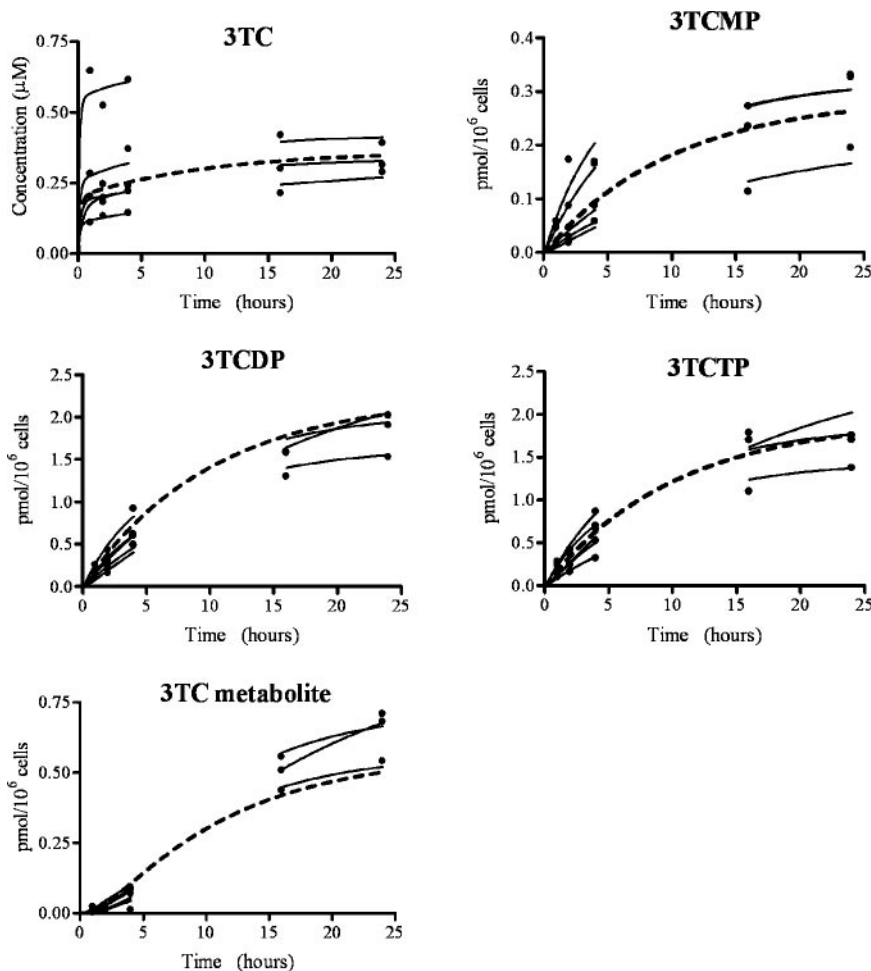 3TC
Concentration (μM)
0.75
0.50
0.25
0.00
0 5 10 15 20 25
Time (hours)
3TCMP
pmol/10⁶ cells
0.4
0.3
0.2
0.1
0.0
0 5 10 15 20 25
Time (hours)
3TCDP
pmol/10⁶ cells
2.5
2.0
1.5
1.0
0.5
0.0
0 5 10 15 20 25
Time (hours)
3TCTP
pmol/10⁶ cells
2.5
2.0
1.5
1.0
0.5
0.0
0 5 10 15 20 25
Time (hours)
3TC metabolite
pmol/10⁶ cells
0.75
0.50
0.25
0.00
0 5 10 15 20 25
Time (hours)